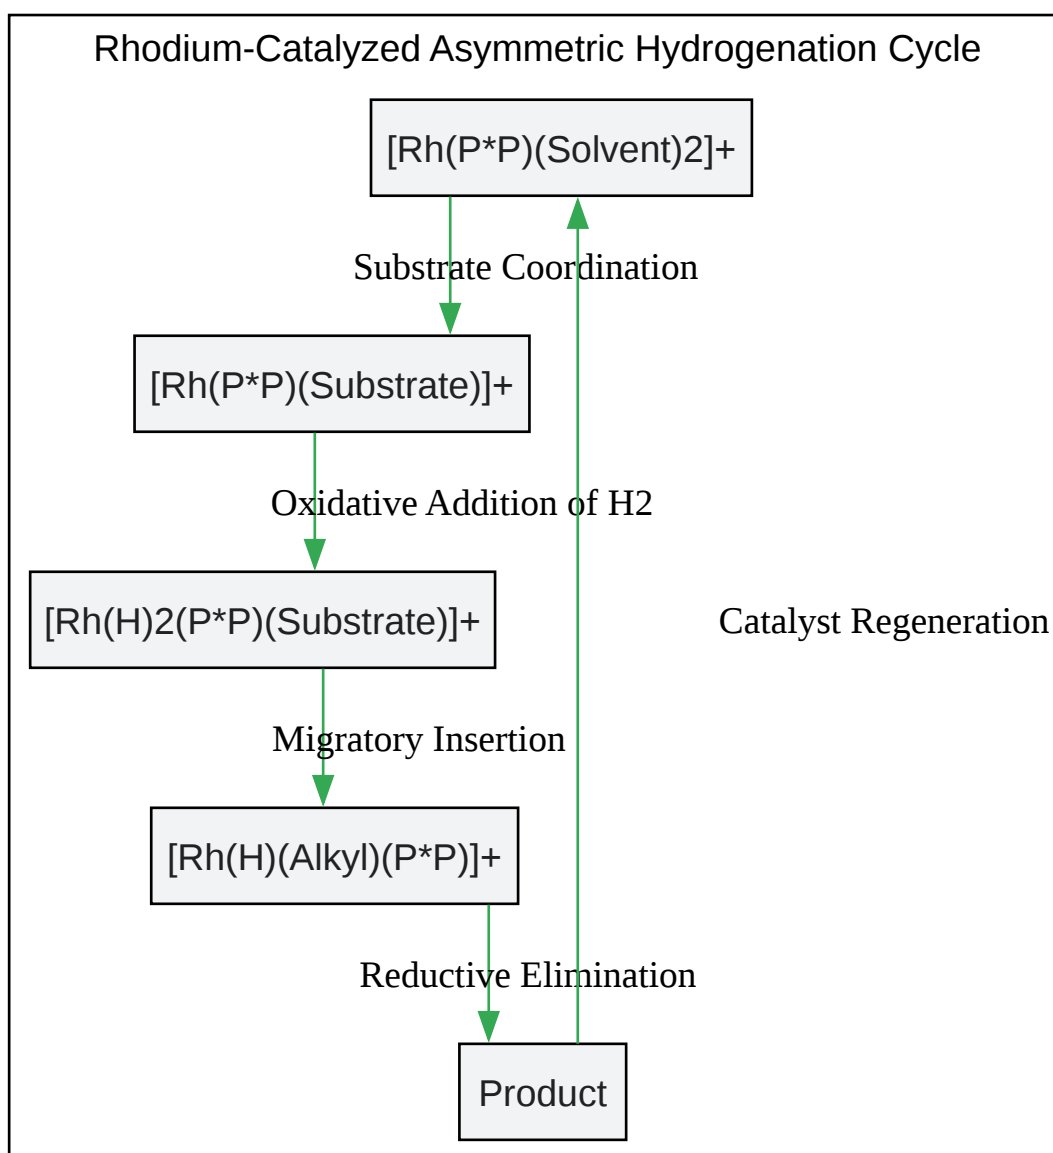 Rhodium-Catalyzed Asymmetric Hydrogenation Cycle
[Rh(P*P)(Solvent)2]+
Substrate Coordination
[Rh(P*P)(Substrate)]+
Oxidative Addition of H2
[Rh(H)2(P*P)(Substrate)]+
Catalyst Regeneration
Migratory Insertion
[Rh(H)(Alkyl)(P*P)]+
Reductive Elimination
Product